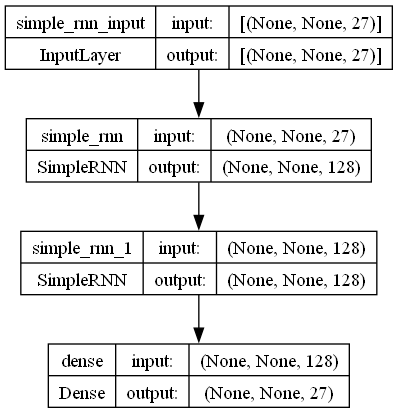 simple_rnn_input input: [(None, None, 27)]
InputLayer output: [(None, None, 27)]
simple_rnn input: (None, None, 27)
SimpleRNN output: (None, None, 128)
simple_rnn_1 input: (None, None, 128)
SimpleRNN output: (None, None, 128)
dense input: (None, None, 128)
Dense output: (None, None, 27)